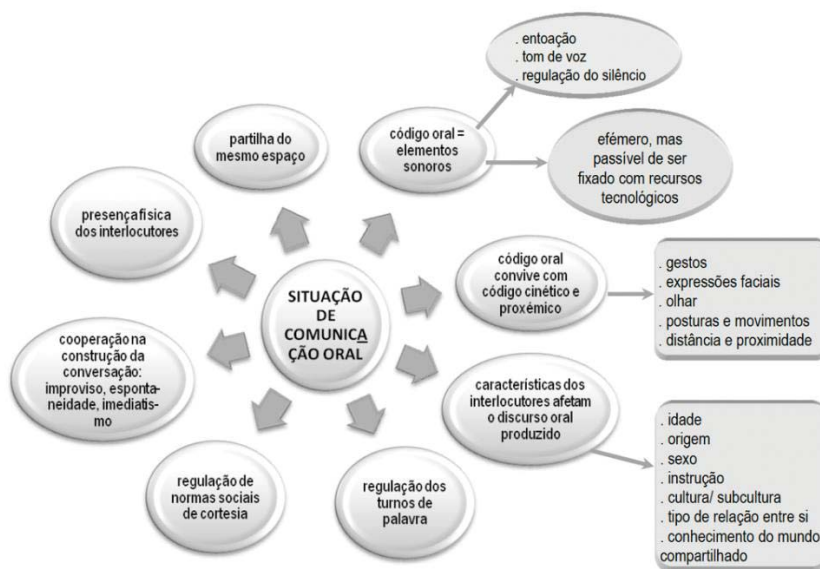 SITUAÇÃO
DE
COMUNICA
ÇÃO ORAL
partilha do
mesmo espaço
código oral =
elementos
sonoros
. entoação
. tom de voz
. regulação do silêncio
efémero, mas
passível de ser
fixado com recursos
tecnológicos
código oral
convive com
código cinético e
proxémico
. gestos
. expressões faciais
. olhar
. posturas e movimentos
. distância e proximidade
características dos
interlocutores afetam o
discurso oral
produzido
. idade
. origem
. sexo
. instrução
. cultura/ subcultura
. tipo de relação entre si
. conhecimento do mundo
compartilhado
regulação dos
turnos de
palavra
regulação de
normas sociais
de cortesia
cooperação na
construção da
conversação:
improviso, esponta-
neidade, imediatis-
mo
presença física
dos interlocutores